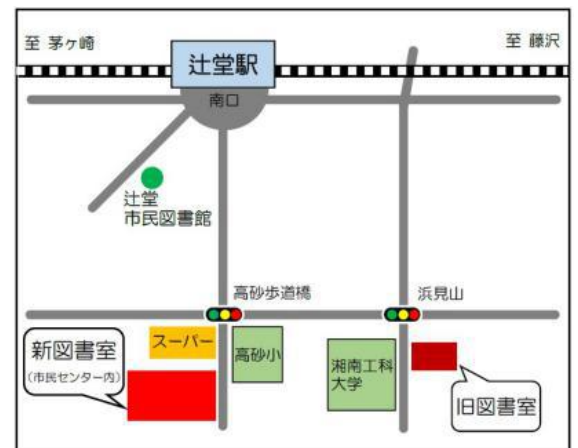 至 茅ヶ崎
至 藤沢
辻堂駅
南口
辻堂
市民図書館
高砂歩道橋
浜見山
スーパー
高砂小
新図書室
(市民センター内)
湘南工科
大学
旧図書室